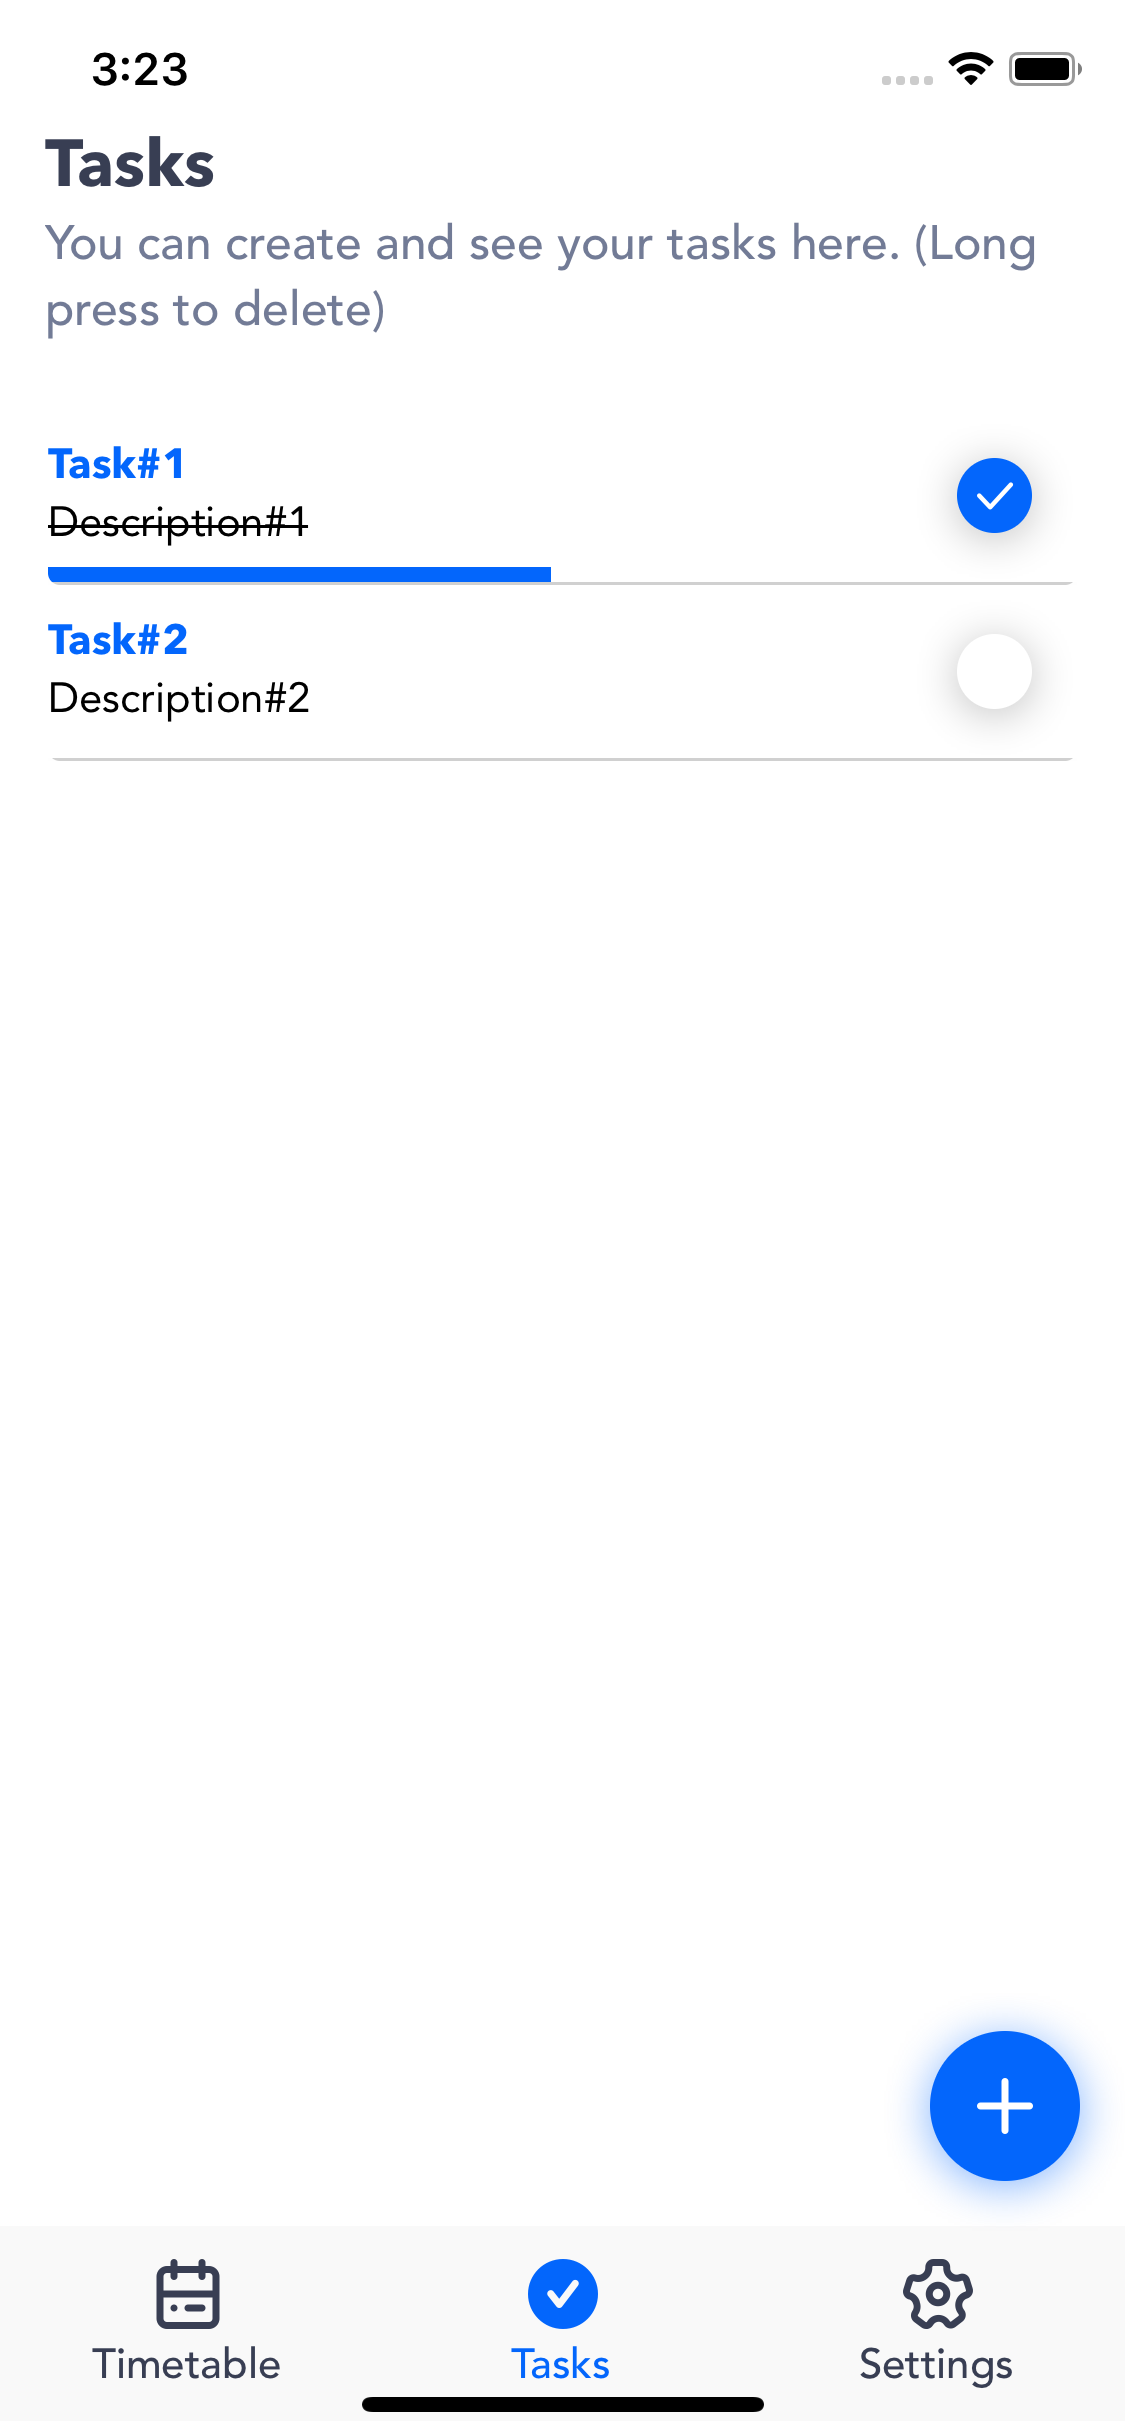 3:23
Tasks
You can create and see your tasks here. (Long
press to delete)
Task#1
Description#1
Task#2
Description#2
Timetable
Tasks
Settings